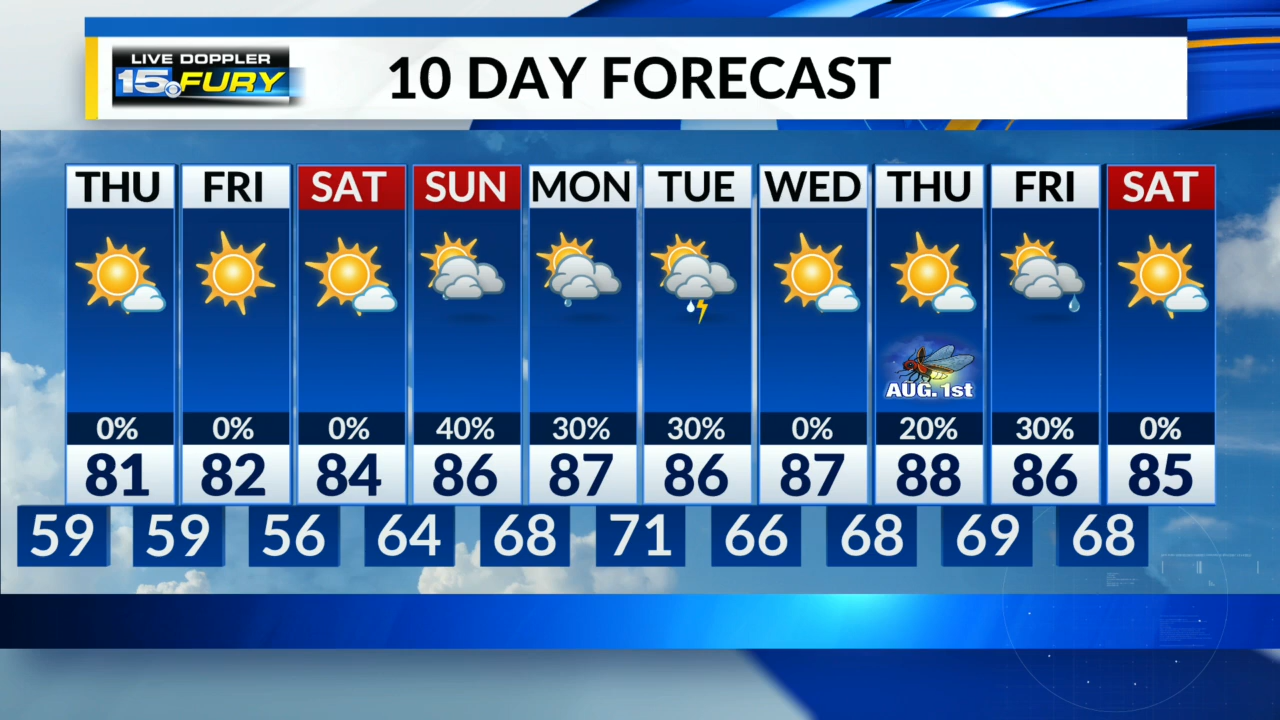 LIVE DOPPLER
15 FURY
10 DAY FORECAST
THU FRI SAT SUN MON TUE WED THU FRI SAT
AUG. 1st
0% 0% 0% 40% 30% 30% 0% 20% 30% 0%
81 82 84 86 87 86 87 88 86 85
59 59 56 64 68 71 66 68 69 68